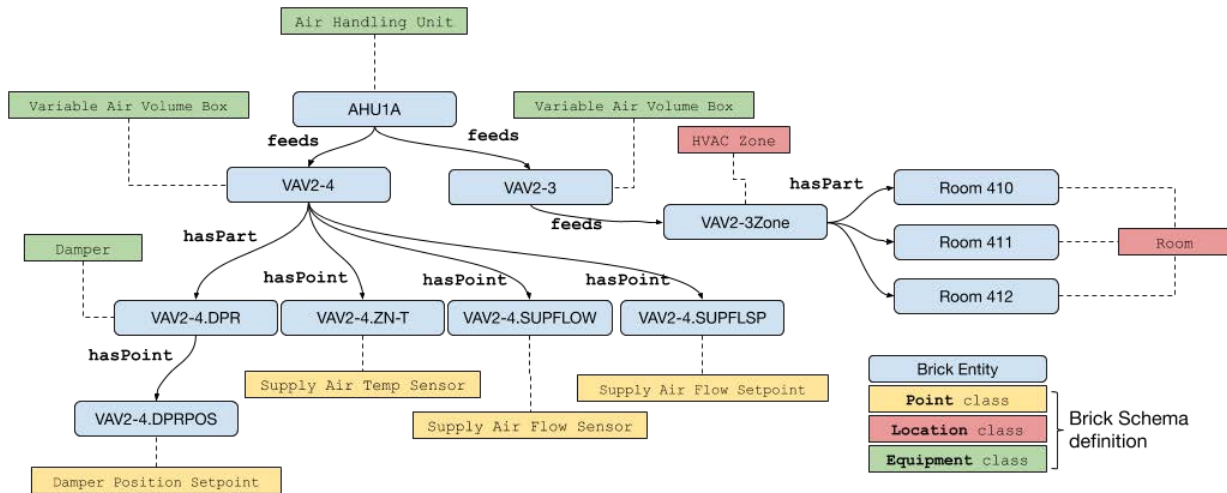 Air Handling Unit
Variable Air Volume Box
AHU1A
Variable Air Volume Box
feeds
feeds
HVAC Zone
VAV2-4
VAV2-3
hasPart
Room 410
feeds
VAV2-3Zone
hasPart
Room 411
Room
Damper
hasPoint
hasPoint
hasPoint
Room 412
VAV2-4.DPR
VAV2-4.ZN-T
VAV2-4.SUPFLOW
VAV2-4.SUPFLSP
hasPoint
Supply Air Temp Sensor
Supply Air Flow Setpoint
Brick Entity
VAV2-4.DPRPOS
Supply Air Flow Sensor
Point class
Location class
Equipment class
Brick Schema
definition
Damper Position Setpoint